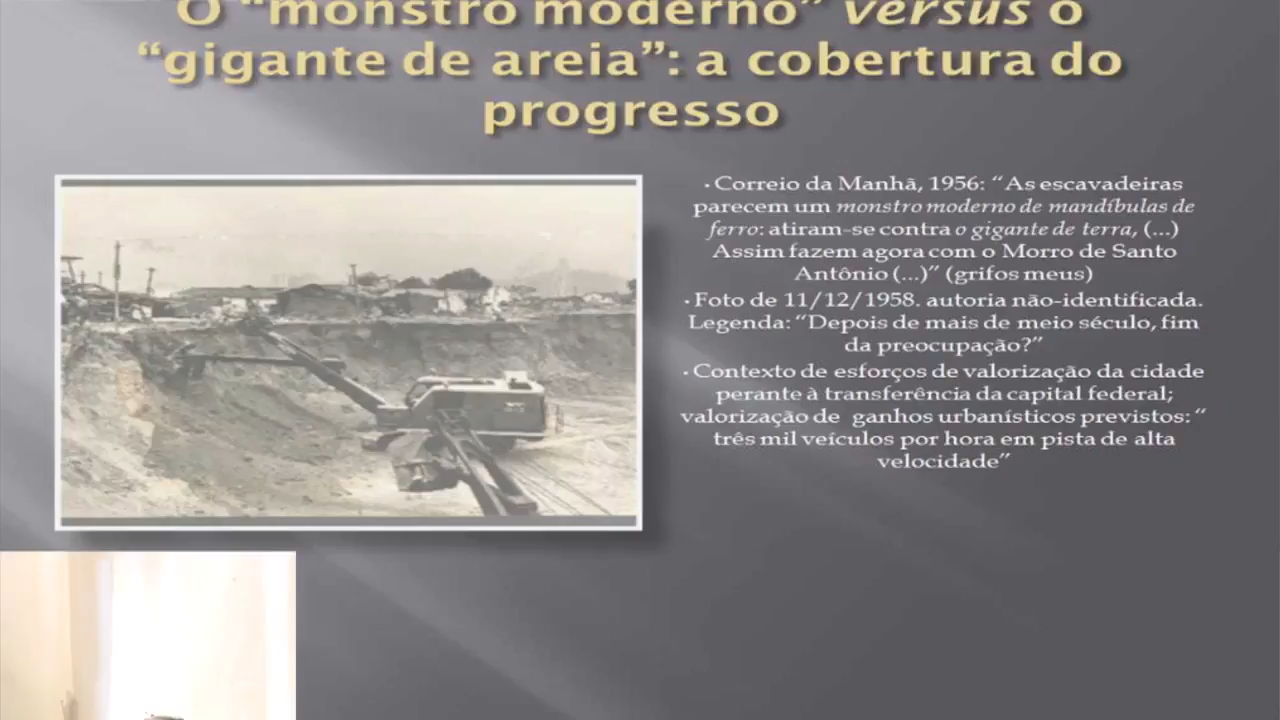 O “monstro moderno” versus o
“gigante de areia”: a cobertura do
progresso
· Correio da Manhã, 1956: “As escavadeiras
parecem um monstro moderno de mandíbulas de
ferro: atiram-se contra o gigante de terra, (...)
Assim fazem agora com o Morro de Santo
Antônio (...)” (grifos meus)
· Foto de 11/12/1958. autoria não-identificada.
Legenda: “Depois de mais de meio século, fim
da preocupação?”
· Contexto de esforços de valorização da cidade
perante à transferência da capital federal;
valorização de ganhos urbanísticos previstos: “
três mil veículos por hora em pista de alta
velocidade”